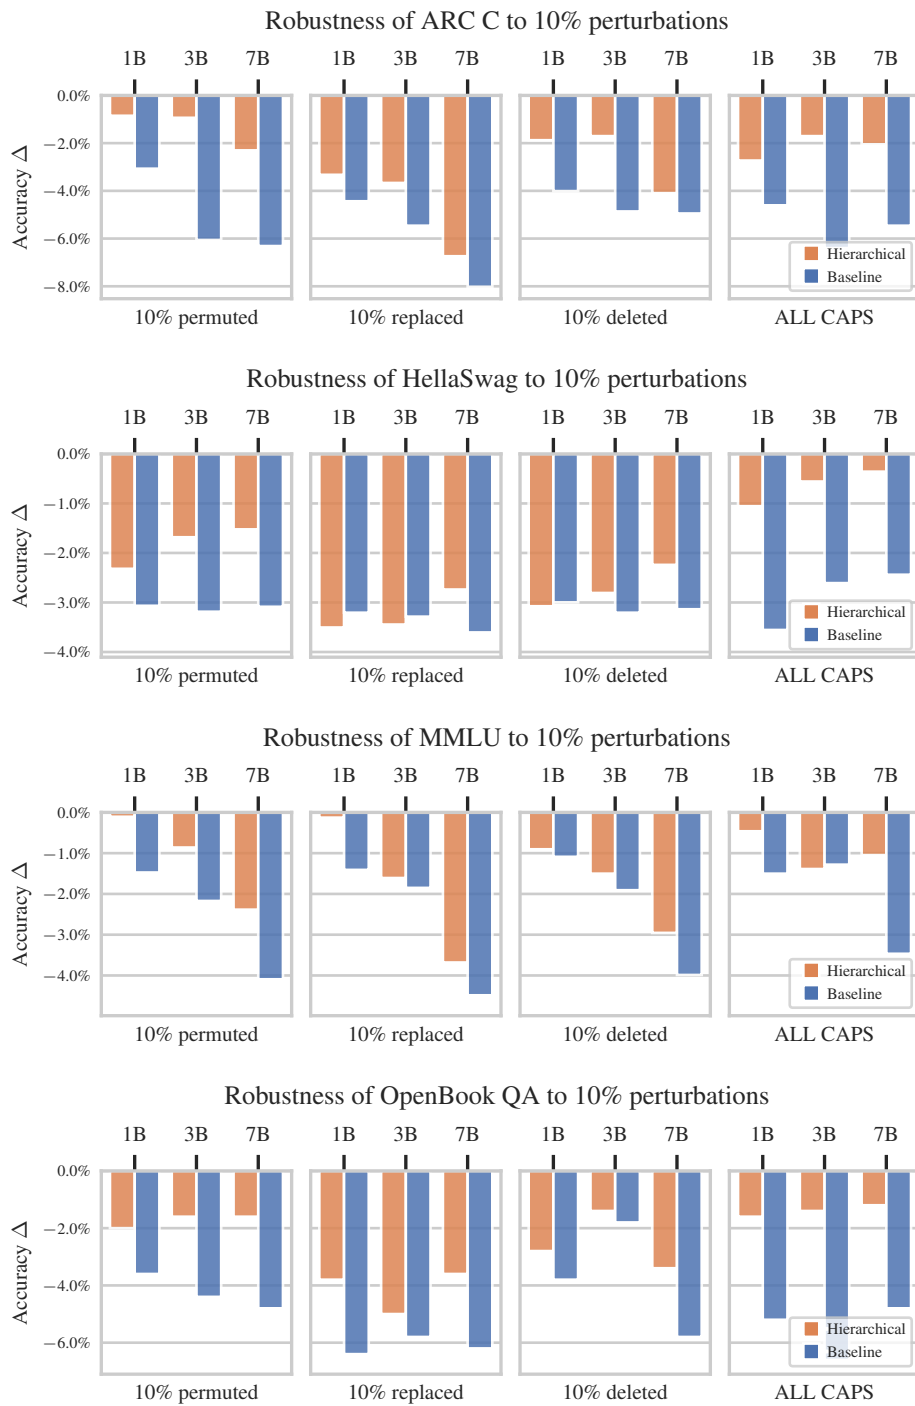 Robustness of ARC C to 10% perturbations
1B 3B 7B 1B 3B 7B 1B 3B 7B 1B 3B 7B
0.0%
−2.0%
−4.0%
−6.0%
−8.0%
Accuracy Δ
Hierarchical
Baseline
10% permuted 10% replaced 10% deleted ALL CAPS
Robustness of HellaSwag to 10% perturbations
1B 3B 7B 1B 3B 7B 1B 3B 7B 1B 3B 7B
0.0%
−1.0%
−2.0%
−3.0%
−4.0%
Accuracy Δ
Hierarchical
Baseline
10% permuted 10% replaced 10% deleted ALL CAPS
Robustness of MMLU to 10% perturbations
1B 3B 7B 1B 3B 7B 1B 3B 7B 1B 3B 7B
0.0%
−1.0%
−2.0%
−3.0%
−4.0%
Accuracy Δ
Hierarchical
Baseline
10% permuted 10% replaced 10% deleted ALL CAPS
Robustness of OpenBook QA to 10% perturbations
1B 3B 7B 1B 3B 7B 1B 3B 7B 1B 3B 7B
0.0%
−2.0%
−4.0%
−6.0%
Accuracy Δ
Hierarchical
Baseline
10% permuted 10% replaced 10% deleted ALL CAPS